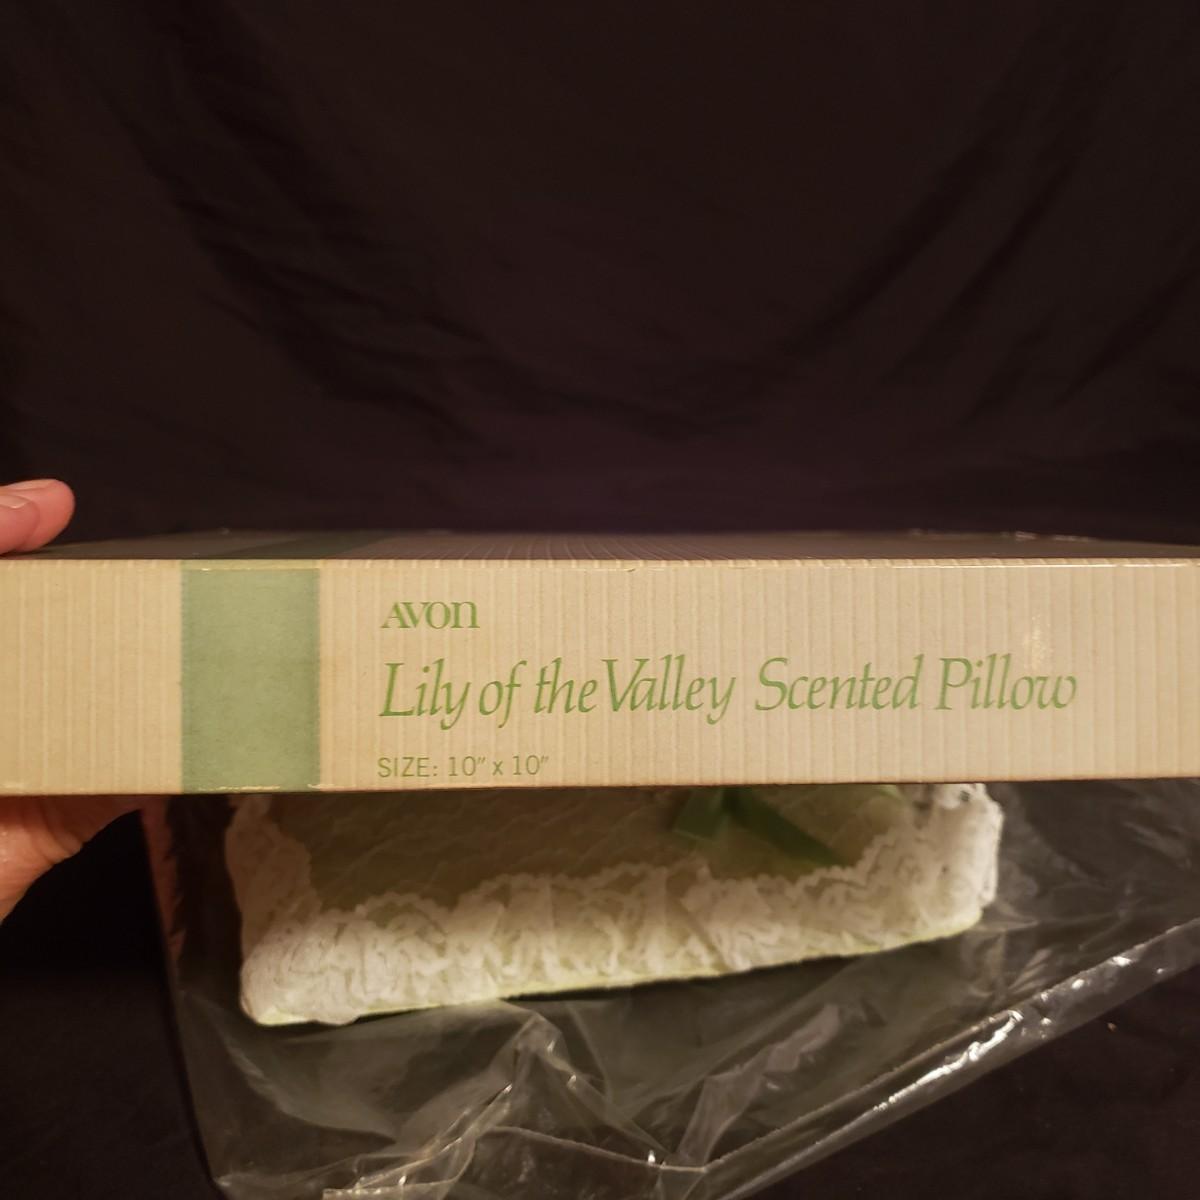 AVON
Lily of the Valley Scented Pillow
SIZE: 10" x 10"